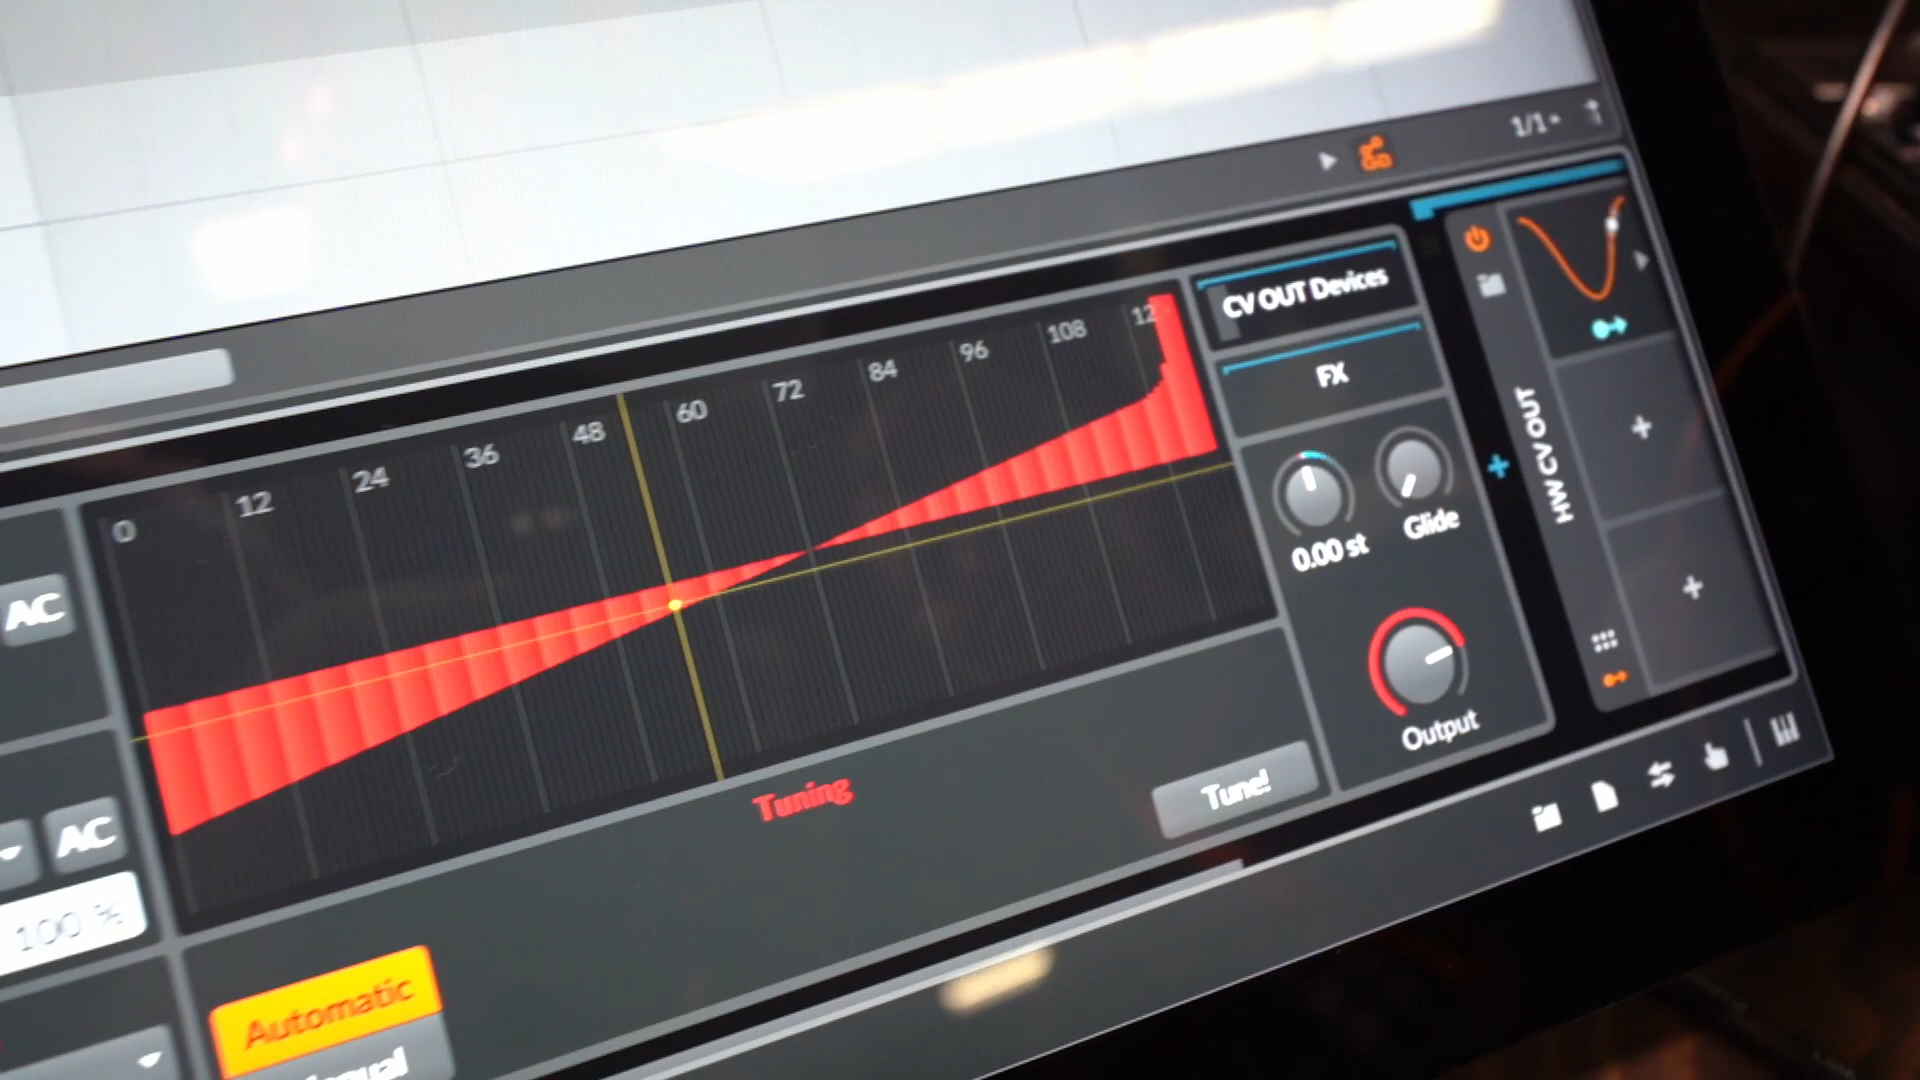 1/1
0 12 24 36 48 60 72 84 96 108 12
CV OUT Devices
FX
0.00 st
Glide
Output
HW CV OUT
AC
AC
100 %
Tuning
Tune!
Automatic